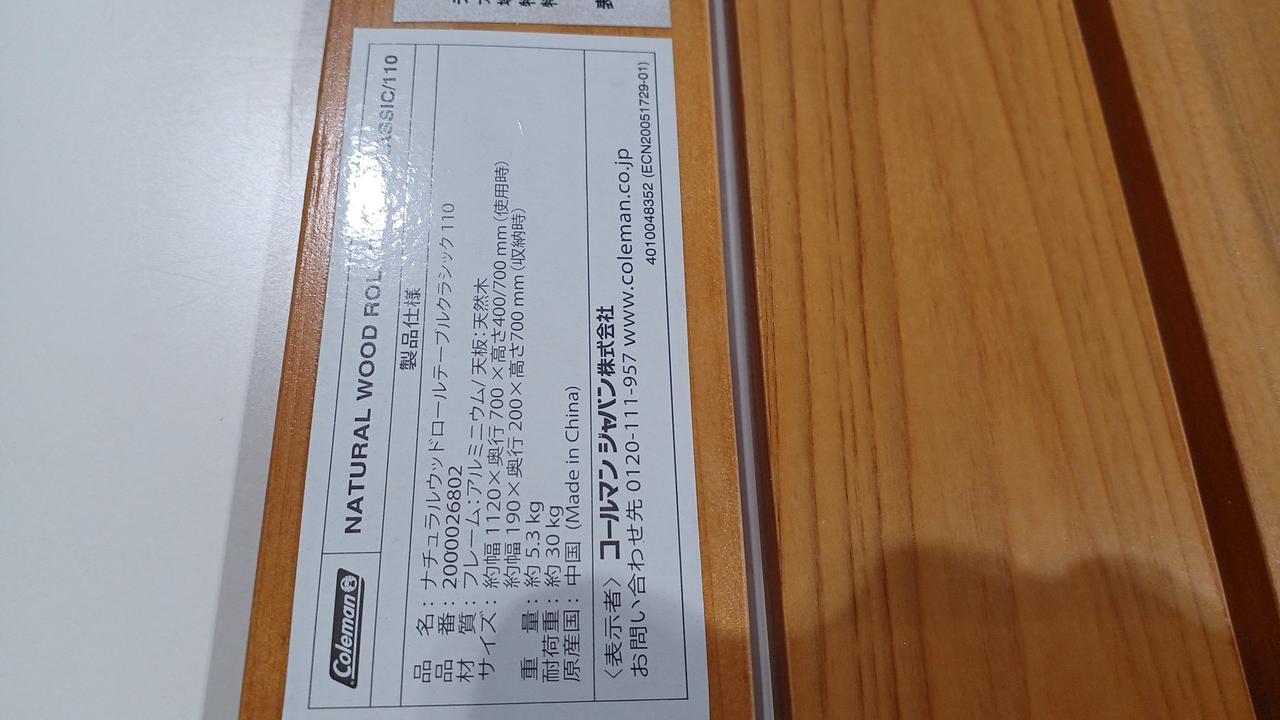 Coleman
NATURAL WOOD ASSIC/110
製品仕様
品 名：ナチュラルウッドロールテーブルクラシック 110
品 番：2000026802
材 質：フレーム：アルミニウム/ 天板：天然木
サイズ：約幅 1120×奥行 700 ×高さ400/700 mm (使用時)
約幅 190×奥行 200×高さ700 mm (収納時)
重 量：約 5.3 kg
耐荷重：約 30 kg
原産国：中国 (Made in China)
〈表示者〉コールマン ジャパン株式会社
お問い合わせ先 0120-111-957 www.coleman.co.jp
4010048352 (ECN20051729-01)